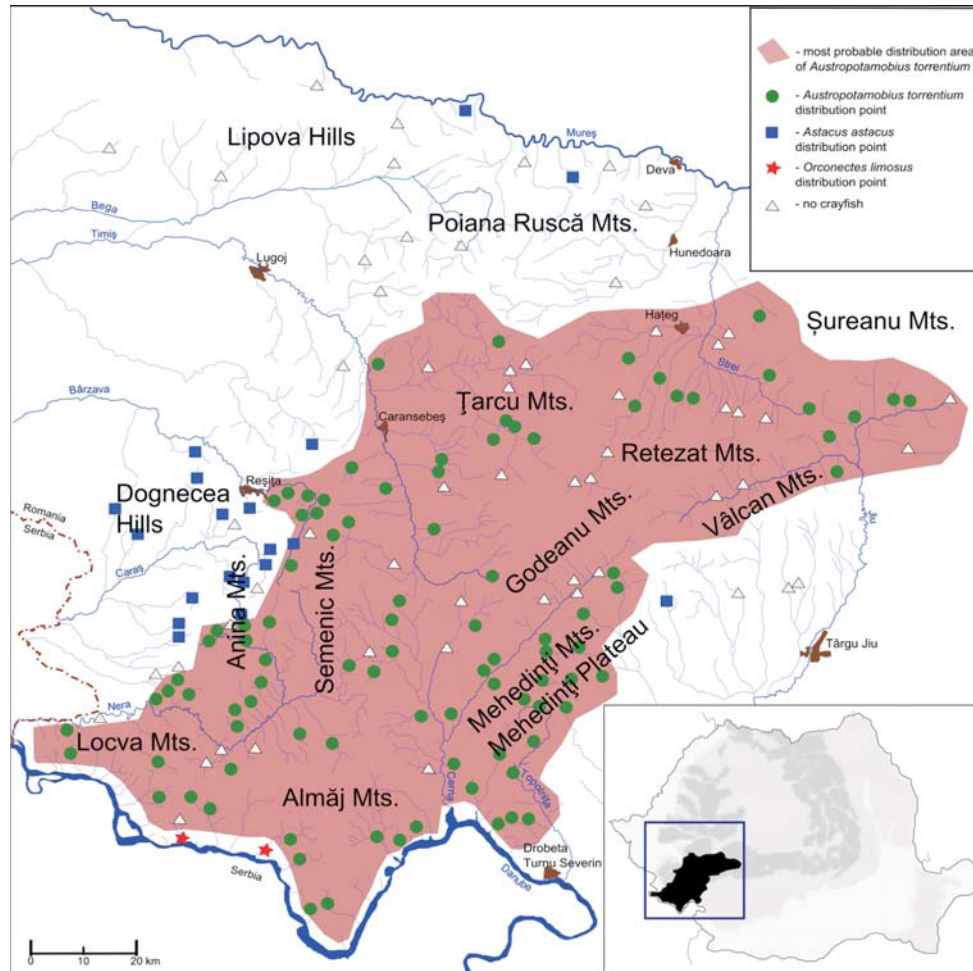 - most probable distribution area
of Austropotamobius torrentium
- Austropotamobius torrentium
distribution point
- Astacus astacus
distribution point
- Orconectes limosus
distribution point
- no crayfish
Lipova Hills
Mureș
Deva
Poiana Ruscă Mts.
Bega
Timiș
Lugoj
Hunedoara
Hațeg
Șureanu Mts.
Strei
Bârzava
Țarcu Mts.
Caransebeș
Retezat Mts.
Reșița
Dognecea
Hills
Vâlcan Mts.
Jiu
Romania
Serbia
Godeanu Mts.
Caraș
Anina Mts.
Semenic Mts.
Mehedinți Mts.
Mehedinți Plateau
Târgu Jiu
Nera
Locva Mts.
Almăj Mts.
Cerna
Topolnița
Drobeta
Turnu Severin
Serbia
Danube
0 10 20 km